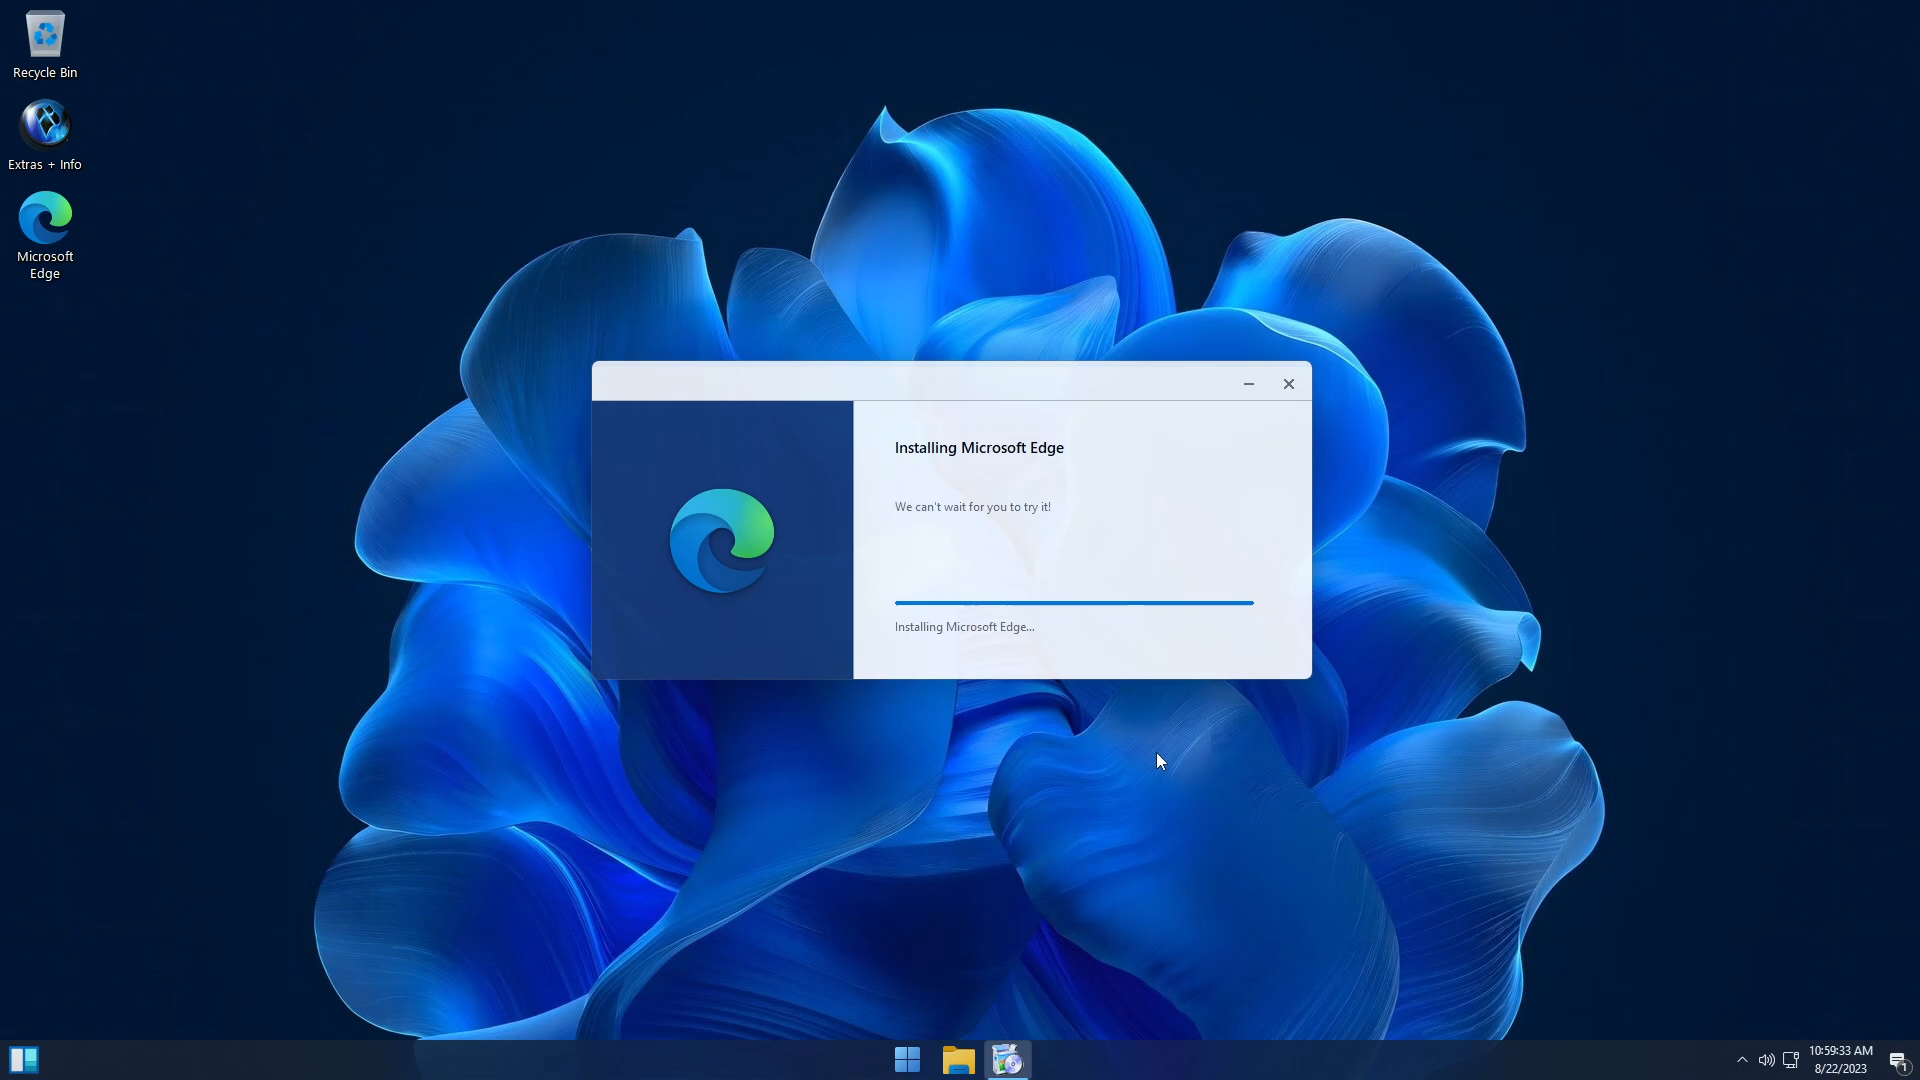 Recycle Bin
Extras + Info
Microsoft
Edge
Installing Microsoft Edge
We can't wait for you to try it!
Installing Microsoft Edge...
10:59:33 AM
8/22/2023
1